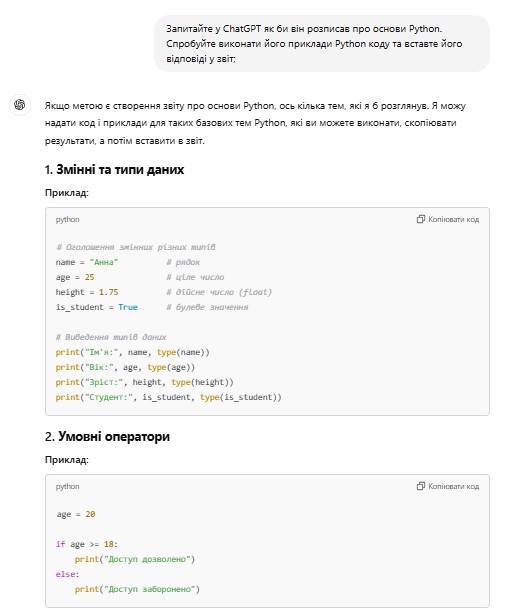 Запитайте у ChatGPT як би він розписав про основи Python.
Спробуйте виконати його приклади Python коду та вставте його
відповіді у звіт;
Якщо метою є створення звіту про основи Python, ось кілька тем, які я б розглянув. Я можу
надати код і приклади для таких базових тем Python, які ви можете виконати, скопіювати
результати, а потім вставити в звіт.
1. Змінні та типи даних
Приклад:
python
Копіювати код
# Оголошення змінних різних типів
name = "Анна" # рядок
age = 25 # ціле число
height = 1.75 # дійсне число (float)
is_student = True # булеве значення
# Виведення типів даних
print("Ім'я:", name, type(name))
print("Вік:", age, type(age))
print("Зріст:", height, type(height))
print("Студент:", is_student, type(is_student))
2. Умовні оператори
Приклад:
python
Копіювати код
age = 20
if age >= 18:
    print("Доступ дозволено")
else:
    print("Доступ заборонено")